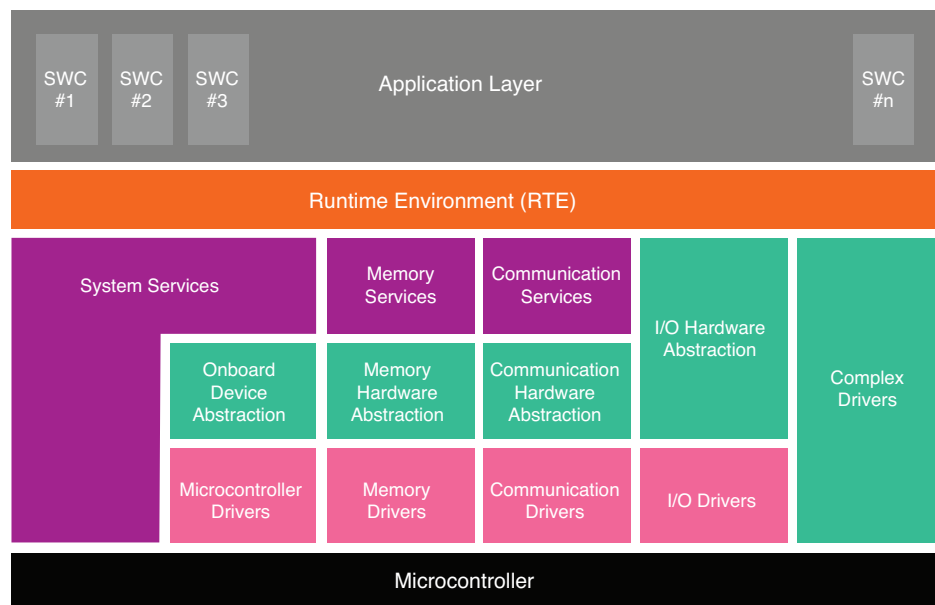 SWC
#1
SWC
#2
SWC
#3
Application Layer
SWC
#n
Runtime Environment (RTE)
System Services
Memory
Services
Communication
Services
I/O Hardware
Abstraction
Complex
Drivers
Onboard
Device
Abstraction
Memory
Hardware
Abstraction
Communication
Hardware
Abstraction
Microcontroller
Drivers
Memory
Drivers
Communication
Drivers
I/O Drivers
Microcontroller